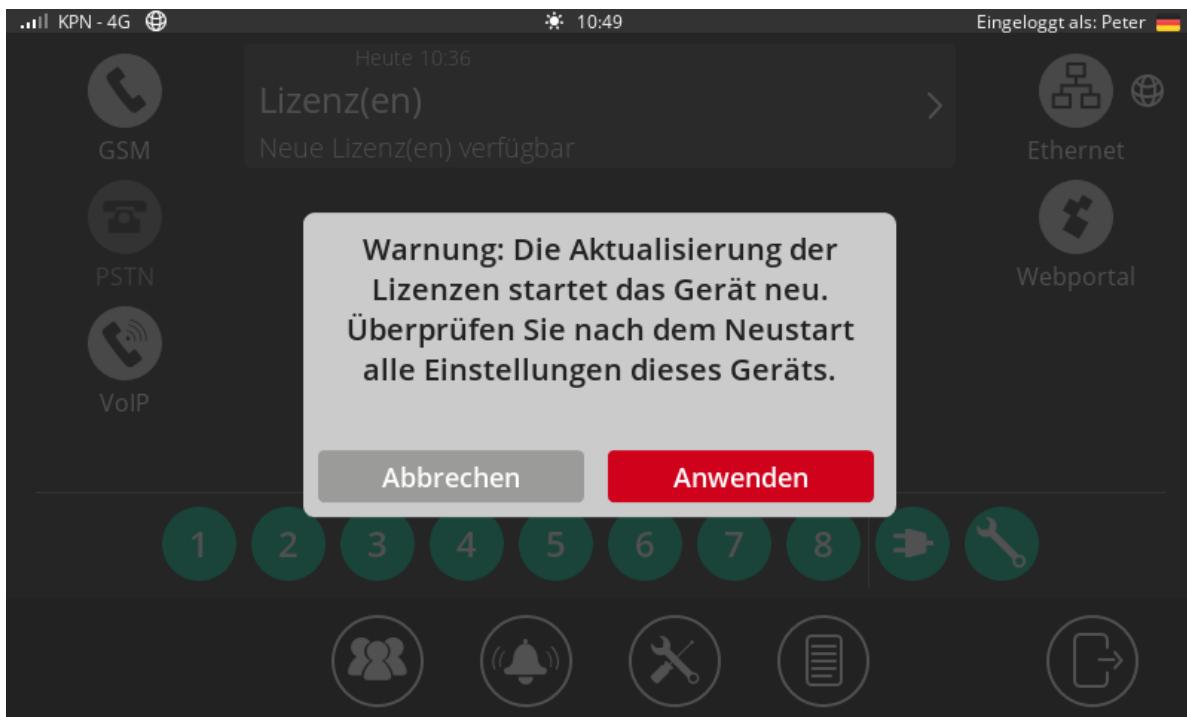 KPN - 4G
10:49
Eingeloggt als: Peter
Heute 10:36
Lizenz(en)
Neue Lizenz(en) verfügbar
GSM
Ethernet
PSTN
Webportal
VoIP
Warnung: Die Aktualisierung der
Lizenzen startet das Gerät neu.
Überprüfen Sie nach dem Neustart
alle Einstellungen dieses Geräts.
Abbrechen
Anwenden
1 2 3 4 5 6 7 8